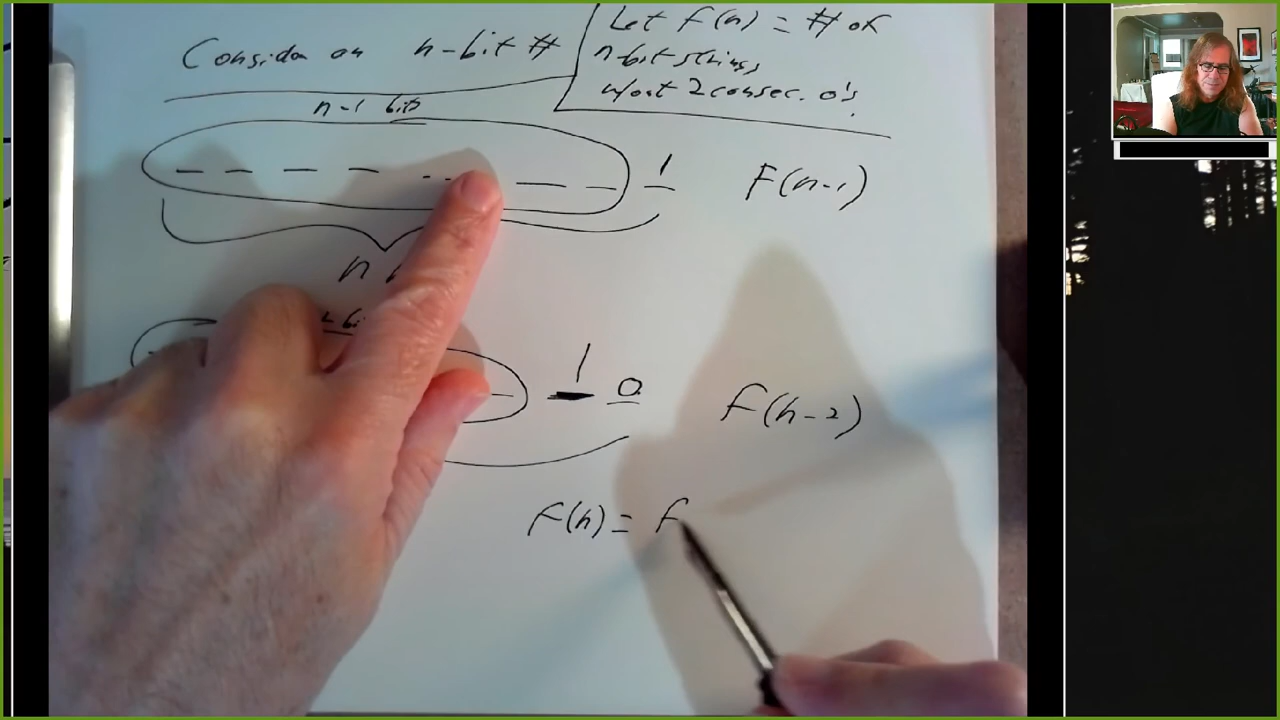 Let F(n) = # of
Consider an n-bit #
n-bit strings
w/out 2 consec. 0's.
n-1 bits
_ _ _ _ ... _ _ 1
F(n-1)
n
1 0
F(n-2)
F(n) = F